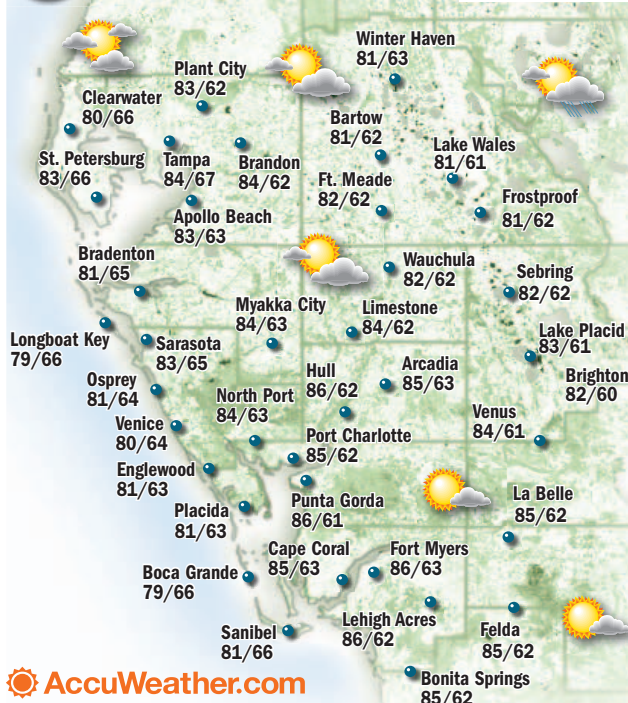 Winter Haven
81/63
Plant City
83/62
Clearwater
80/66
Bartow
81/62
Lake Wales
81/61
St. Petersburg
83/66
Tampa
84/67
Brandon
84/62
Ft. Meade
82/62
Frostproof
81/62
Apollo Beach
83/63
Bradenton
81/65
Wauchula
82/62
Sebring
82/62
Myakka City
84/63
Limestone
84/62
Longboat Key
79/66
Sarasota
83/65
Lake Placid
83/61
Osprey
81/64
Hull
86/62
Arcadia
85/63
Brighton
82/60
North Port
84/63
Venice
80/64
Venus
84/61
Port Charlotte
85/62
Englewood
81/63
Punta Gorda
86/61
La Belle
85/62
Placida
81/63
Cape Coral
85/63
Fort Myers
86/63
Boca Grande
79/66
Lehigh Acres
86/62
Sanibel
81/66
Felda
85/62
Bonita Springs
85/62
AccuWeather.com